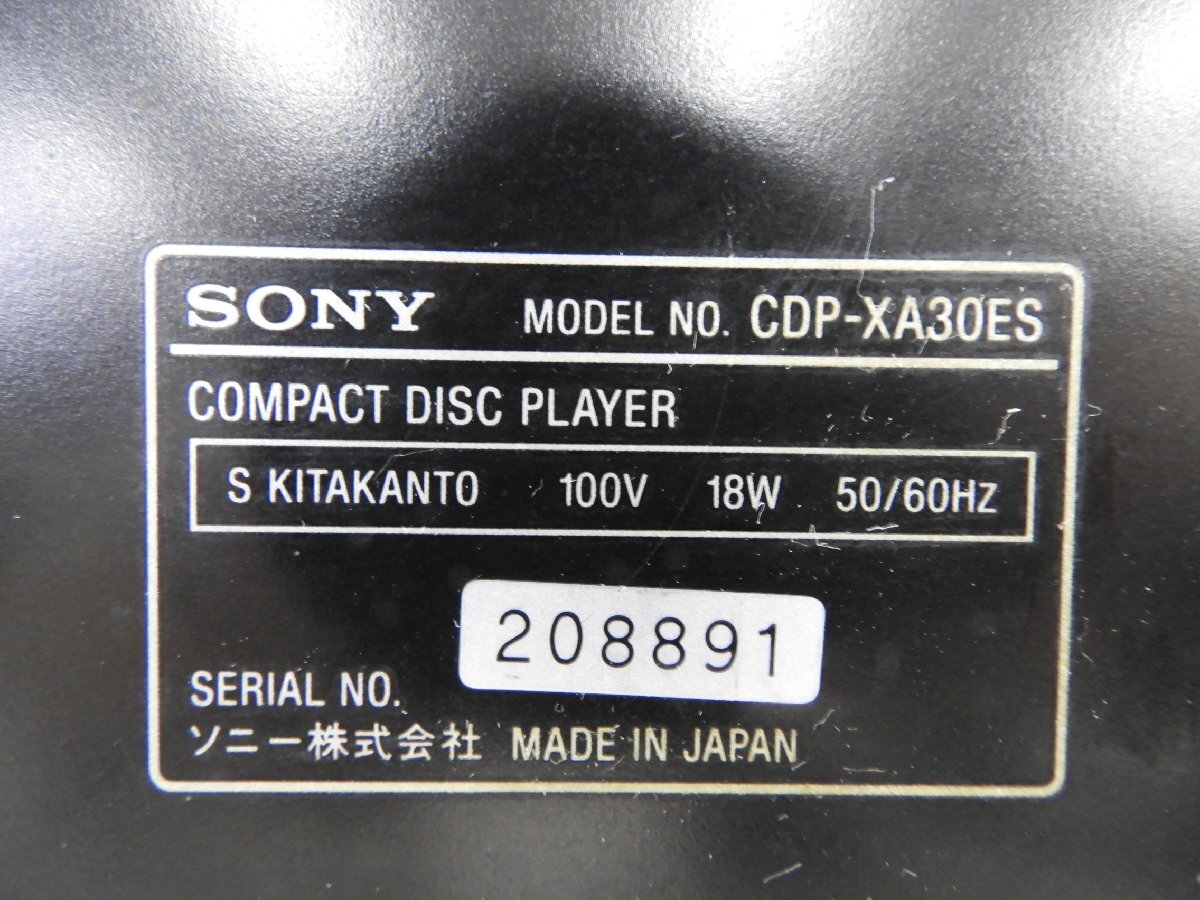 SONY MODEL NO. CDP-XA30ES
COMPACT DISC PLAYER
S KITAKANTO 100V 18W 50/60HZ
208891
SERIAL NO.
ソニー株式会社 MADE IN JAPAN